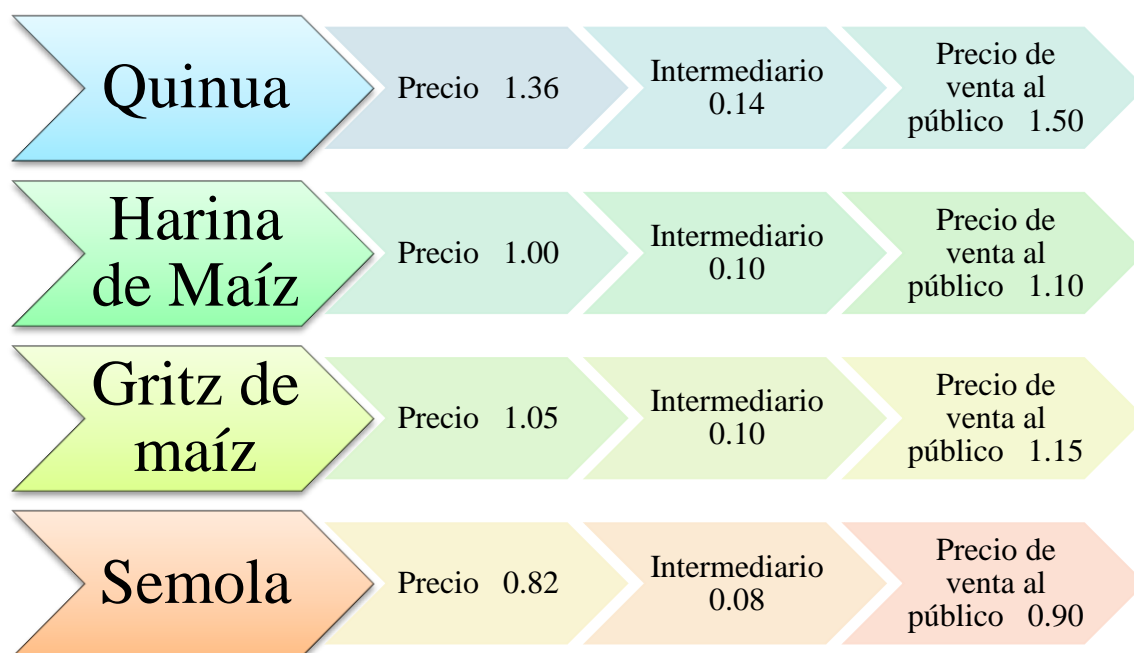 Quinua
Precio 1.36
Intermediario
0.14
Precio de
venta al
público 1.50
Harina
de Maíz
Precio 1.00
Intermediario
0.10
Precio de
venta al
público 1.10
Gritz de
maíz
Precio 1.05
Intermediario
0.10
Precio de
venta al
público 1.15
Semola
Precio 0.82
Intermediario
0.08
Precio de
venta al
público 0.90